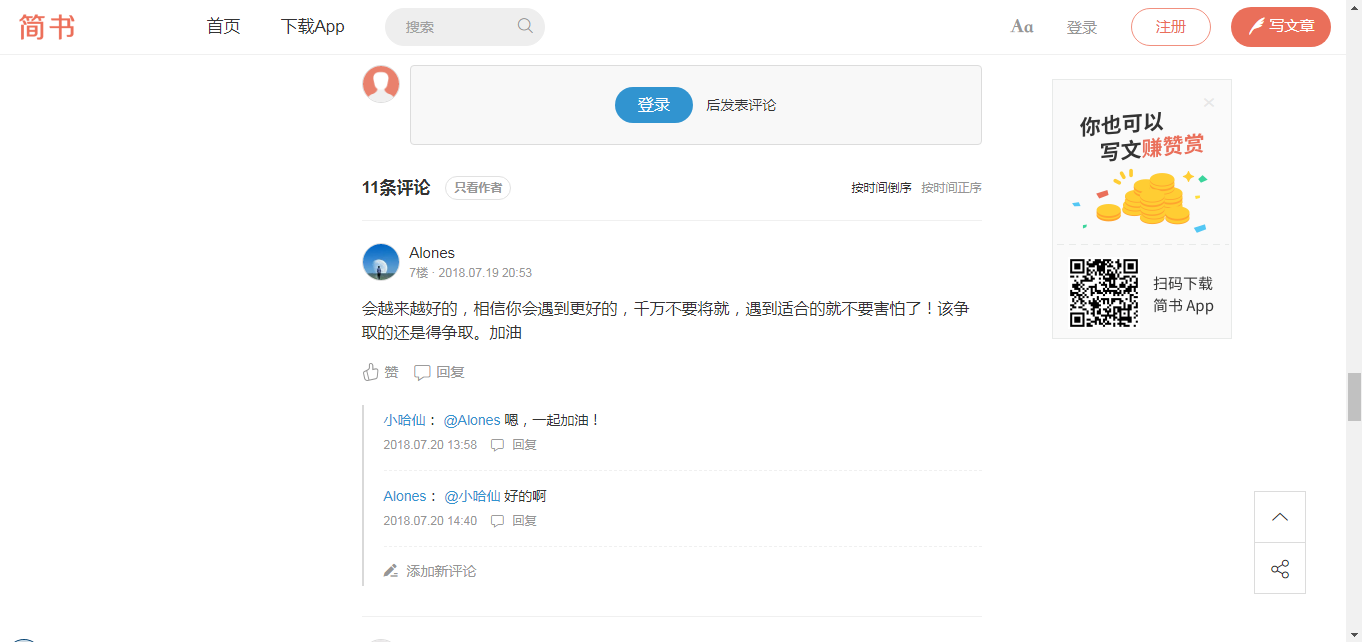 简书 首页 下载App 搜索 Aa 登录 注册 写文章
登录 后发表评论
你也可以
写文赚赞赏
扫码下载
简书 App
11条评论 只看作者 按时间倒序 按时间正序
Alones
7楼 · 2018.07.19 20:53
会越来越好的，相信你会遇到更好的，千万不要将就，遇到适合的就不要害怕了！该争
取的还是得争取。加油
赞 回复
小哈仙： @Alones 嗯，一起加油！
2018.07.20 13:58 回复
Alones： @小哈仙 好的啊
2018.07.20 14:40 回复
添加新评论